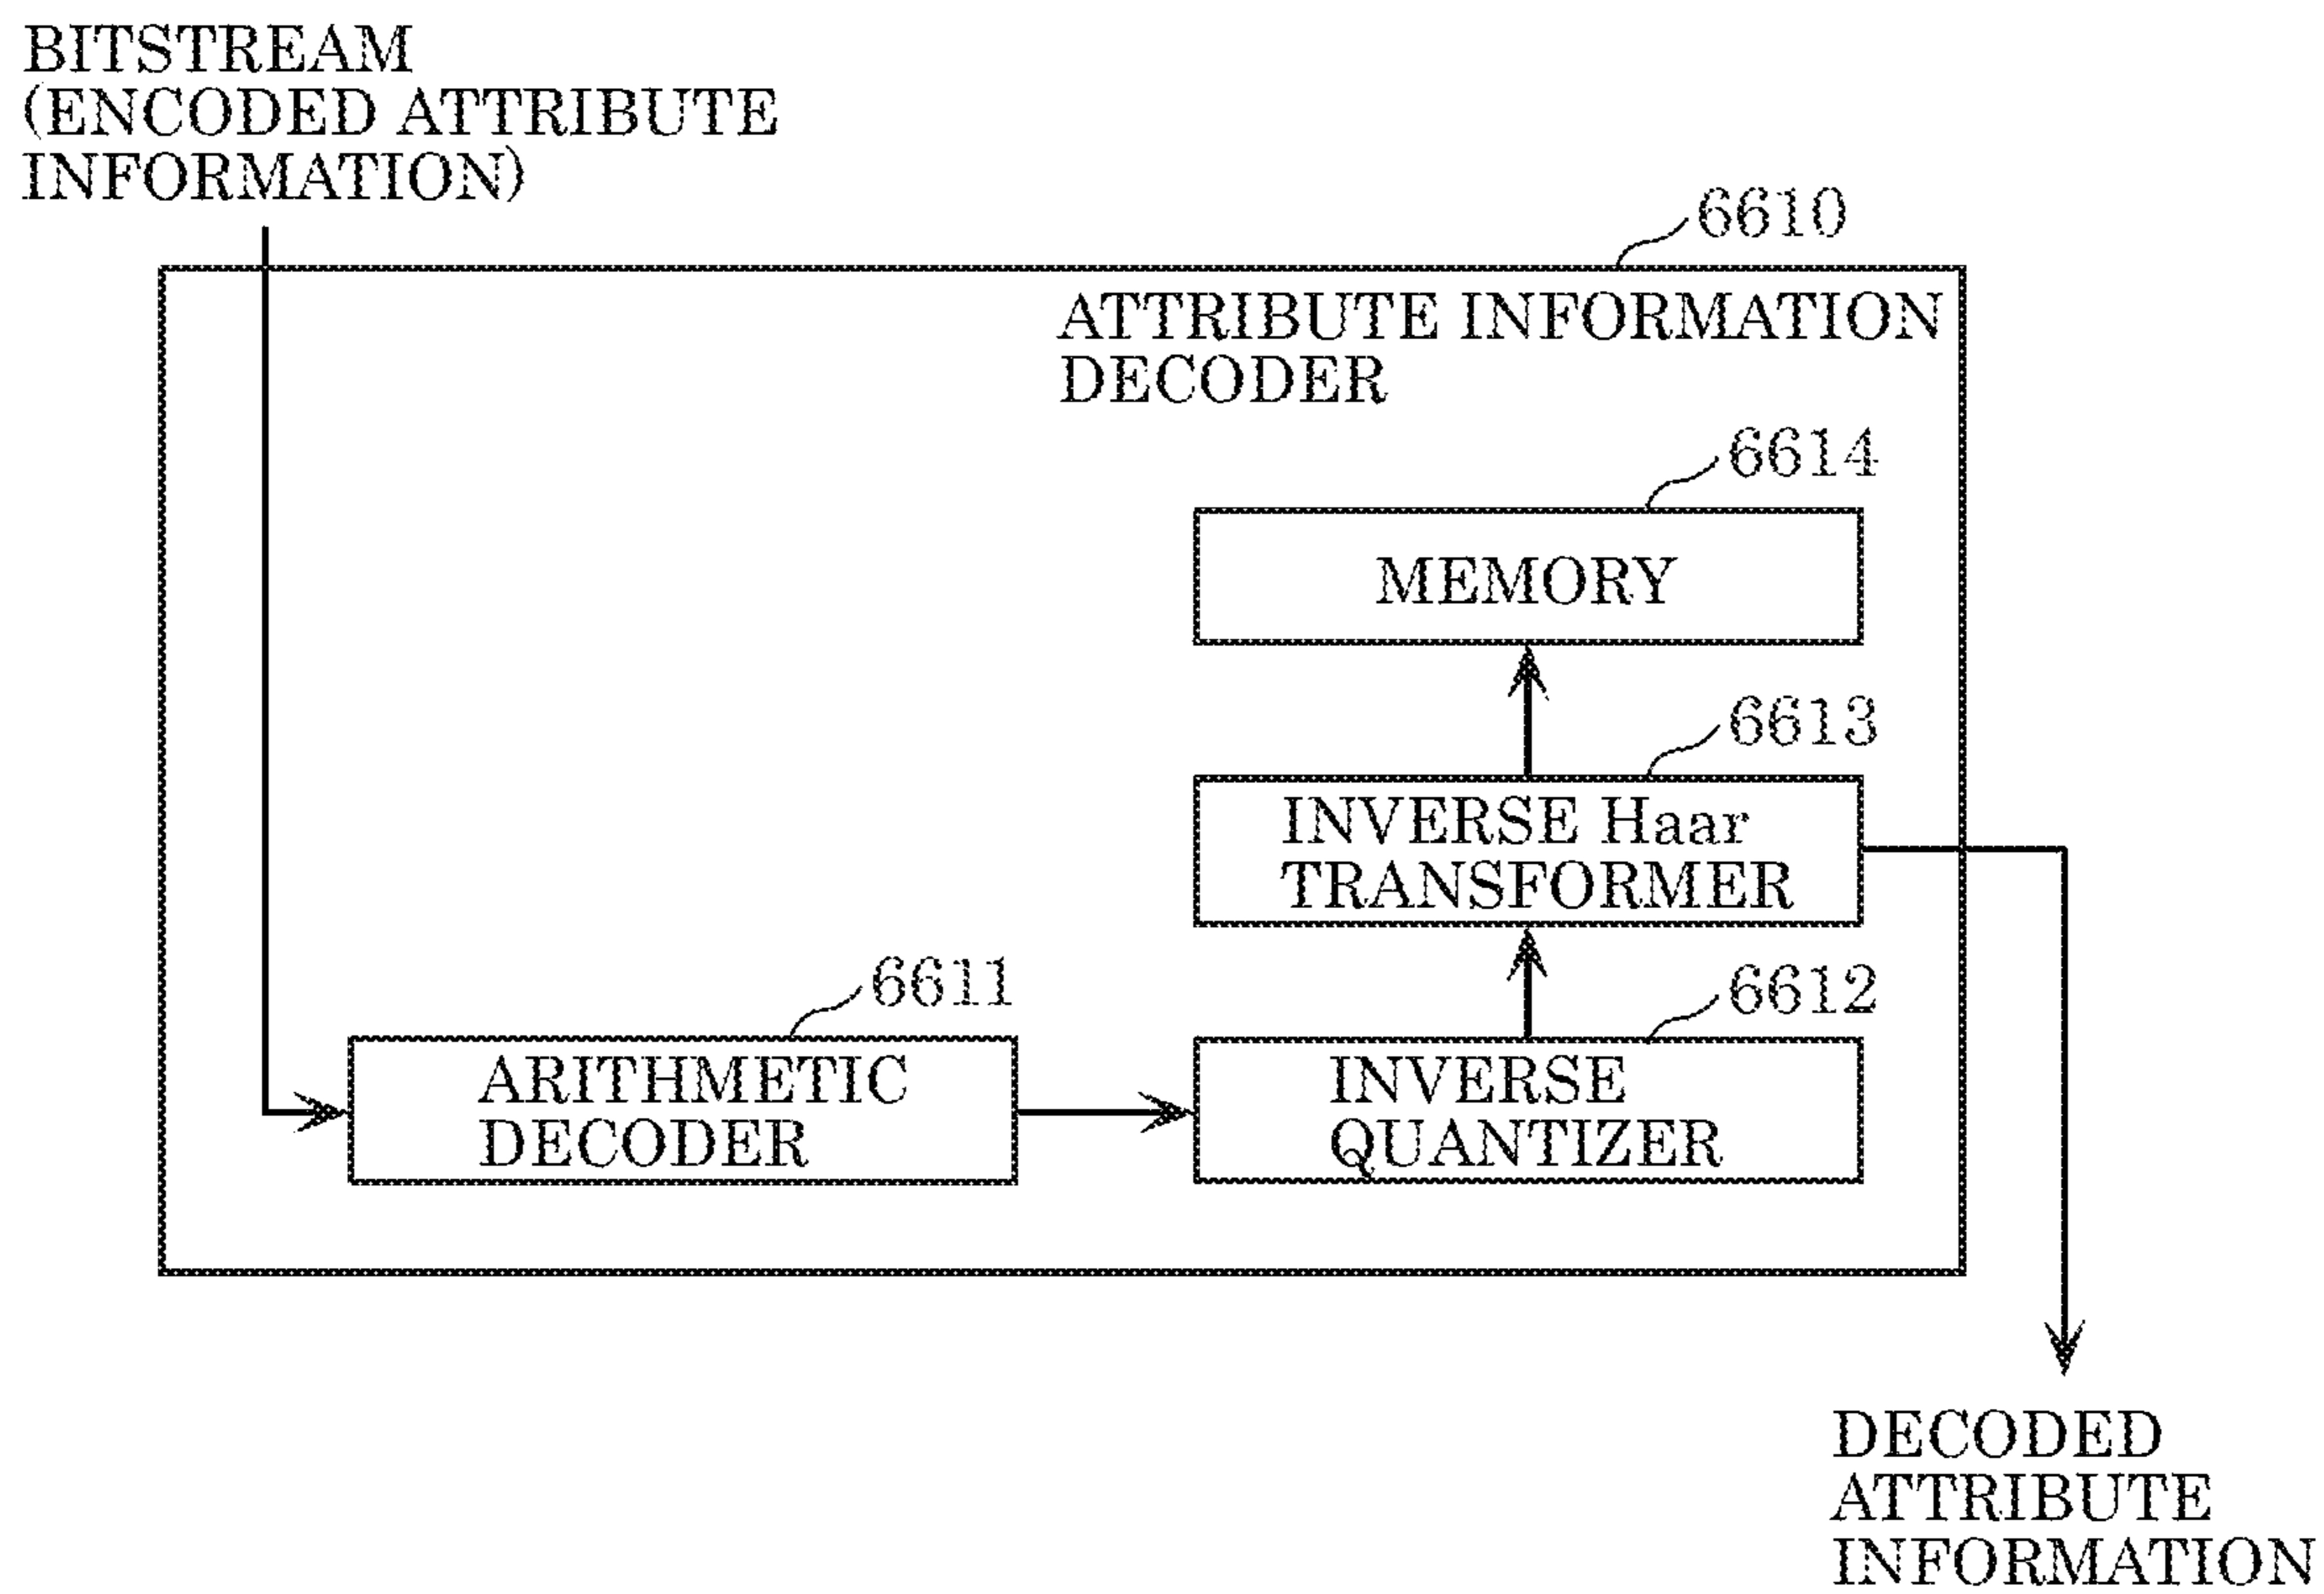 BITSTREAM
(ENCODED ATTRIBUTE
INFORMATION)
6610
ATTRIBUTE INFORMATION
DECODER
6614
MEMORY
6613
INVERSE Haar
TRANSFORMER
6611
ARITHMETIC
DECODER
6612
INVERSE
QUANTIZER
DECODED
ATTRIBUTE
INFORMATION